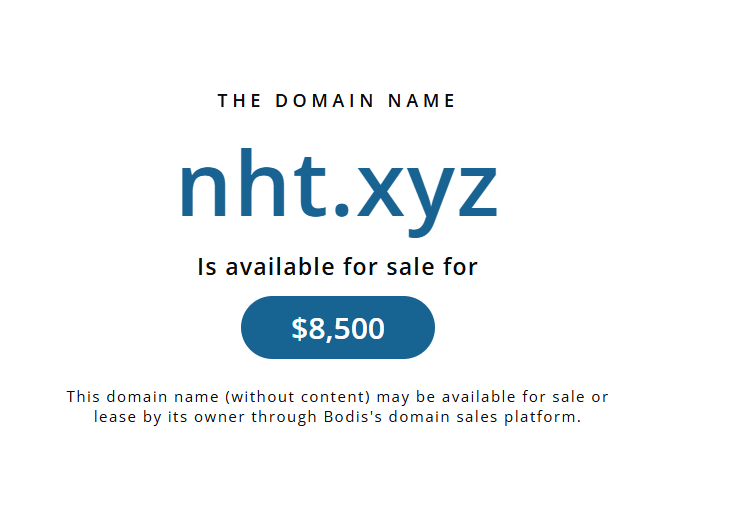 THE DOMAIN NAME
nht.xyz
Is available for sale for
$8,500
This domain name (without content) may be available for sale or
lease by its owner through Bodis's domain sales platform.